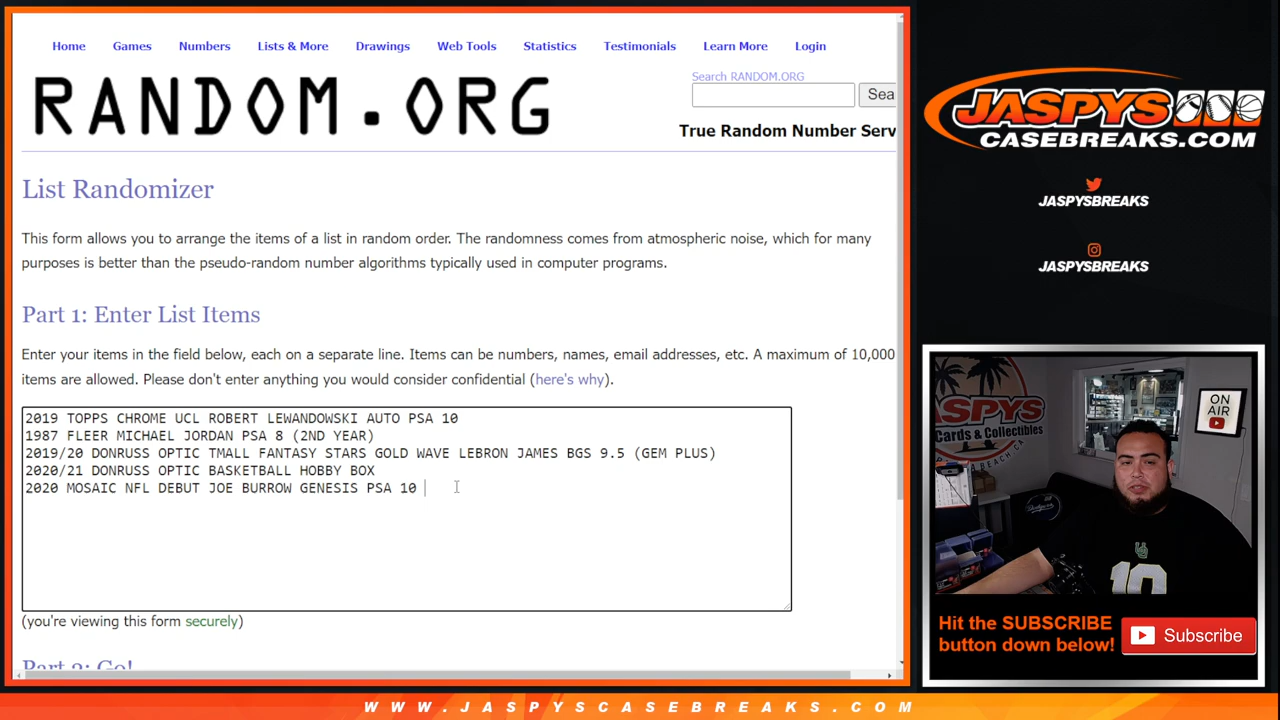 Home Games Numbers Lists & More Drawings Web Tools Statistics Testimonials Learn More Login
RANDOM.ORG
Search RANDOM.ORG
Sea
True Random Number Serv
List Randomizer
This form allows you to arrange the items of a list in random order. The randomness comes from atmospheric noise, which for many
purposes is better than the pseudo-random number algorithms typically used in computer programs.
Part 1: Enter List Items
Enter your items in the field below, each on a separate line. Items can be numbers, names, email addresses, etc. A maximum of 10,000
items are allowed. Please don't enter anything you would consider confidential (here's why).
2019 TOPPS CHROME UCL ROBERT LEWANDOWSKI AUTO PSA 10
1987 FLEER MICHAEL JORDAN PSA 8 (2ND YEAR)
2019/20 DONRUSS OPTIC TMALL FANTASY STARS GOLD WAVE LEBRON JAMES BGS 9.5 (GEM PLUS)
2020/21 DONRUSS OPTIC BASKETBALL HOBBY BOX
2020 MOSAIC NFL DEBUT JOE BURROW GENESIS PSA 10
(you're viewing this form securely)
Part 2: Go!
JASPYS
CASEBREAKS.COM
JASPYSBREAKS
JASPYSBREAKS
ASPYS
Cards & Collectibles
ON
AIR
10
Hit the SUBSCRIBE
button down below!
Subscribe
WWW.JASPYSCASEBREAKS.COM